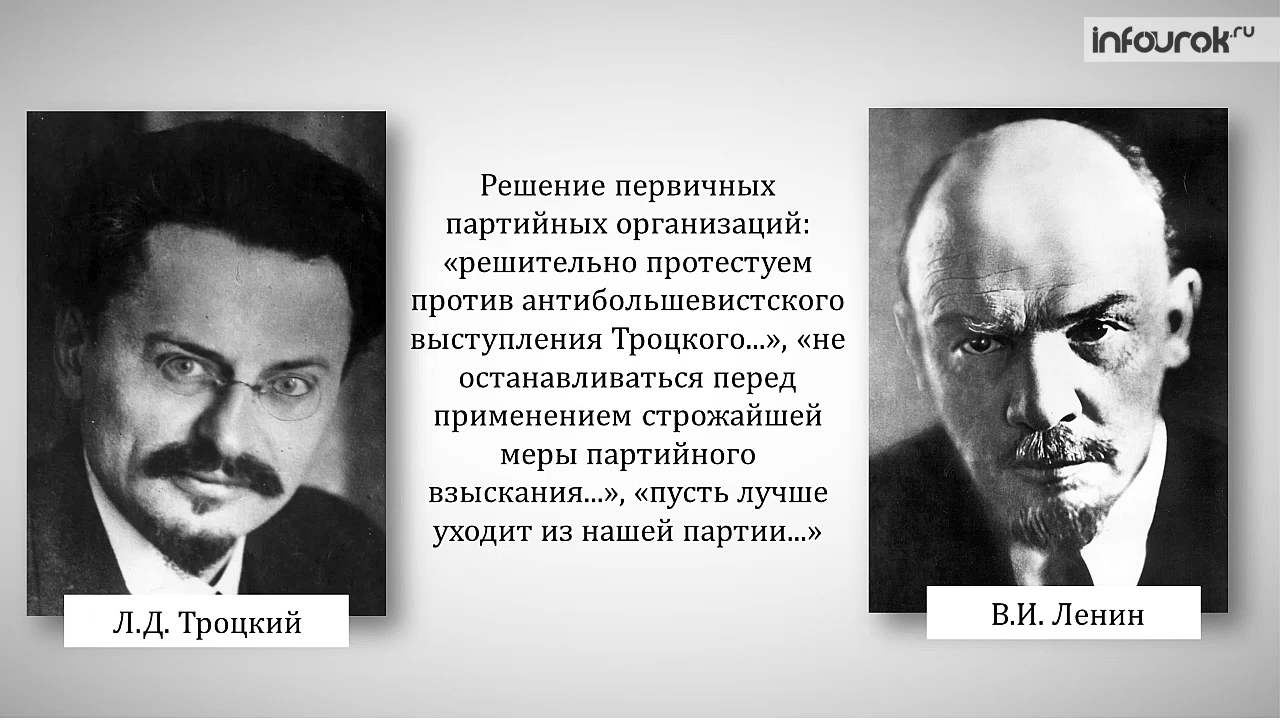 infourok.ru
Решение первичных
партийных организаций:
«решительно протестуем
против антибольшевистского
выступления Троцкого...», «не
останавливаться перед
применением строжайшей
меры партийного
взыскания...», «пусть лучше
уходит из нашей партии...»
Л.Д. Троцкий
В.И. Ленин